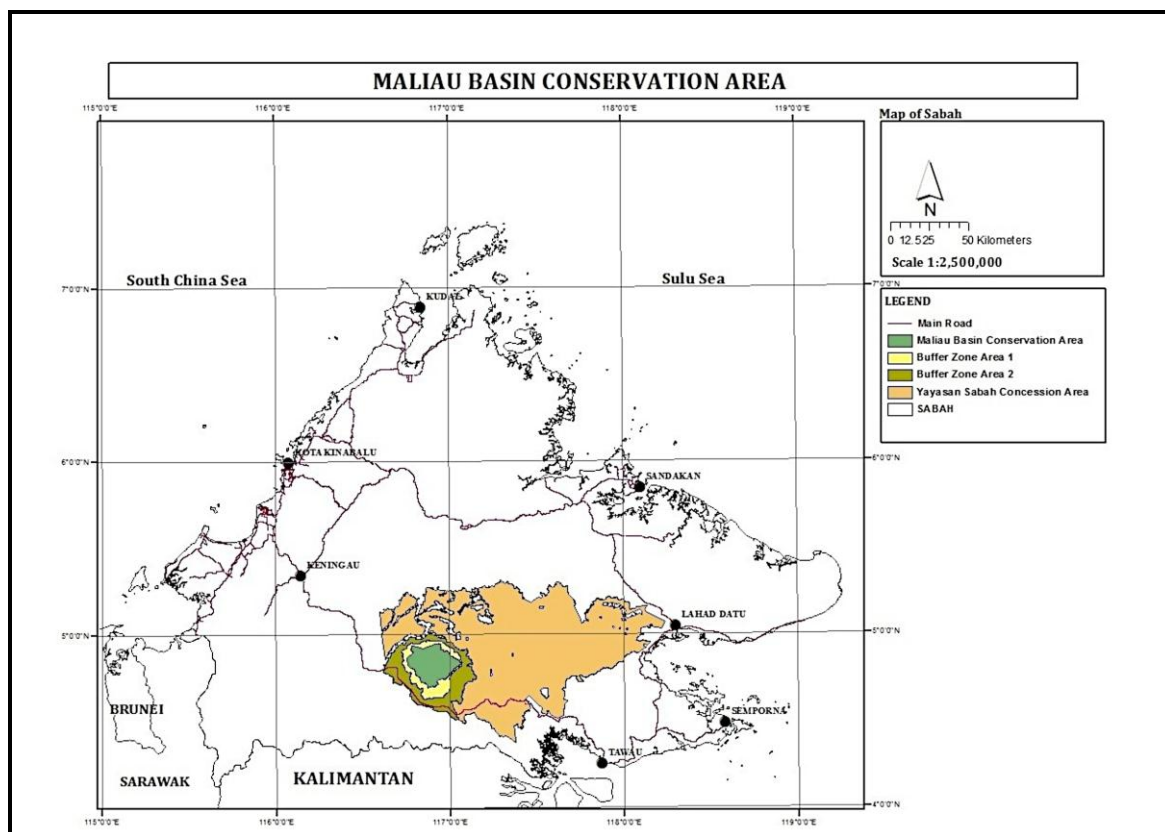 MALIAU BASIN CONSERVATION AREA
115°0'0"E 116°0'0"E 117°0'0"E 118°0'0"E 119°0'0"E
Map of Sabah
N
0 12.525 50 Kilometers
Scale 1:2,500,000
South China Sea
Sulu Sea
7°0'0"N
7°0'0"N
LEGEND
Main Road
Maliau Basin Conservation Area
Buffer Zone Area 1
Buffer Zone Area 2
Yayasan Sabah Concession Area
SABAH
KUDAT
KOTA KINABALU
6°0'0"N
6°0'0"N
SANDAKAN
KENINGAU
LAHAD DATU
5°0'0"N
5°0'0"N
BRUNEI
SEMPORNA
TAWAU
SARAWAK
KALIMANTAN
4°0'0"N
115°0'0"E 116°0'0"E 117°0'0"E 118°0'0"E 119°0'0"E